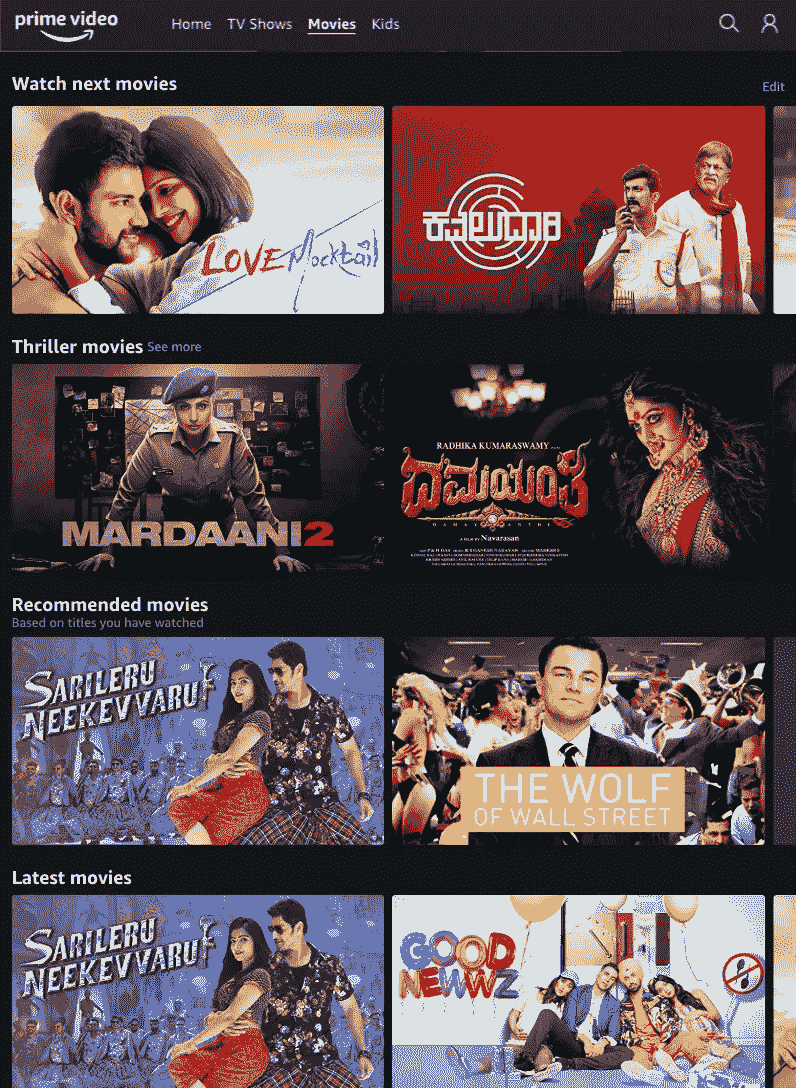 prime video
Home TV Shows Movies Kids
Watch next movies
Edit
LOVE Mocktail
ಕವಲುದಾರಿ
Thriller movies See more
MARDAANI 2
RADHIKA KUMARASWAMY
ದಮಯಂತಿ
DAMAYANTHI
A FILM BY Navarasan
Recommended movies
Based on titles you have watched
SARILERU
NEEKEVVARU
THE WOLF
OF WALL STREET
Latest movies
SARILERU
NEEKEVVARU
GOOD
NEWWZ